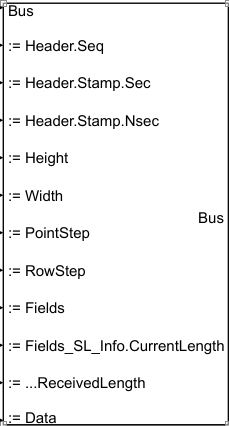 Bus
:= Header.Seq
:= Header.Stamp.Sec
:= Header.Stamp.Nsec
:= Height
:= Width
Bus
:= PointStep
:= RowStep
:= Fields
:= Fields_SL_Info.CurrentLength
:= ...ReceivedLength
:= Data